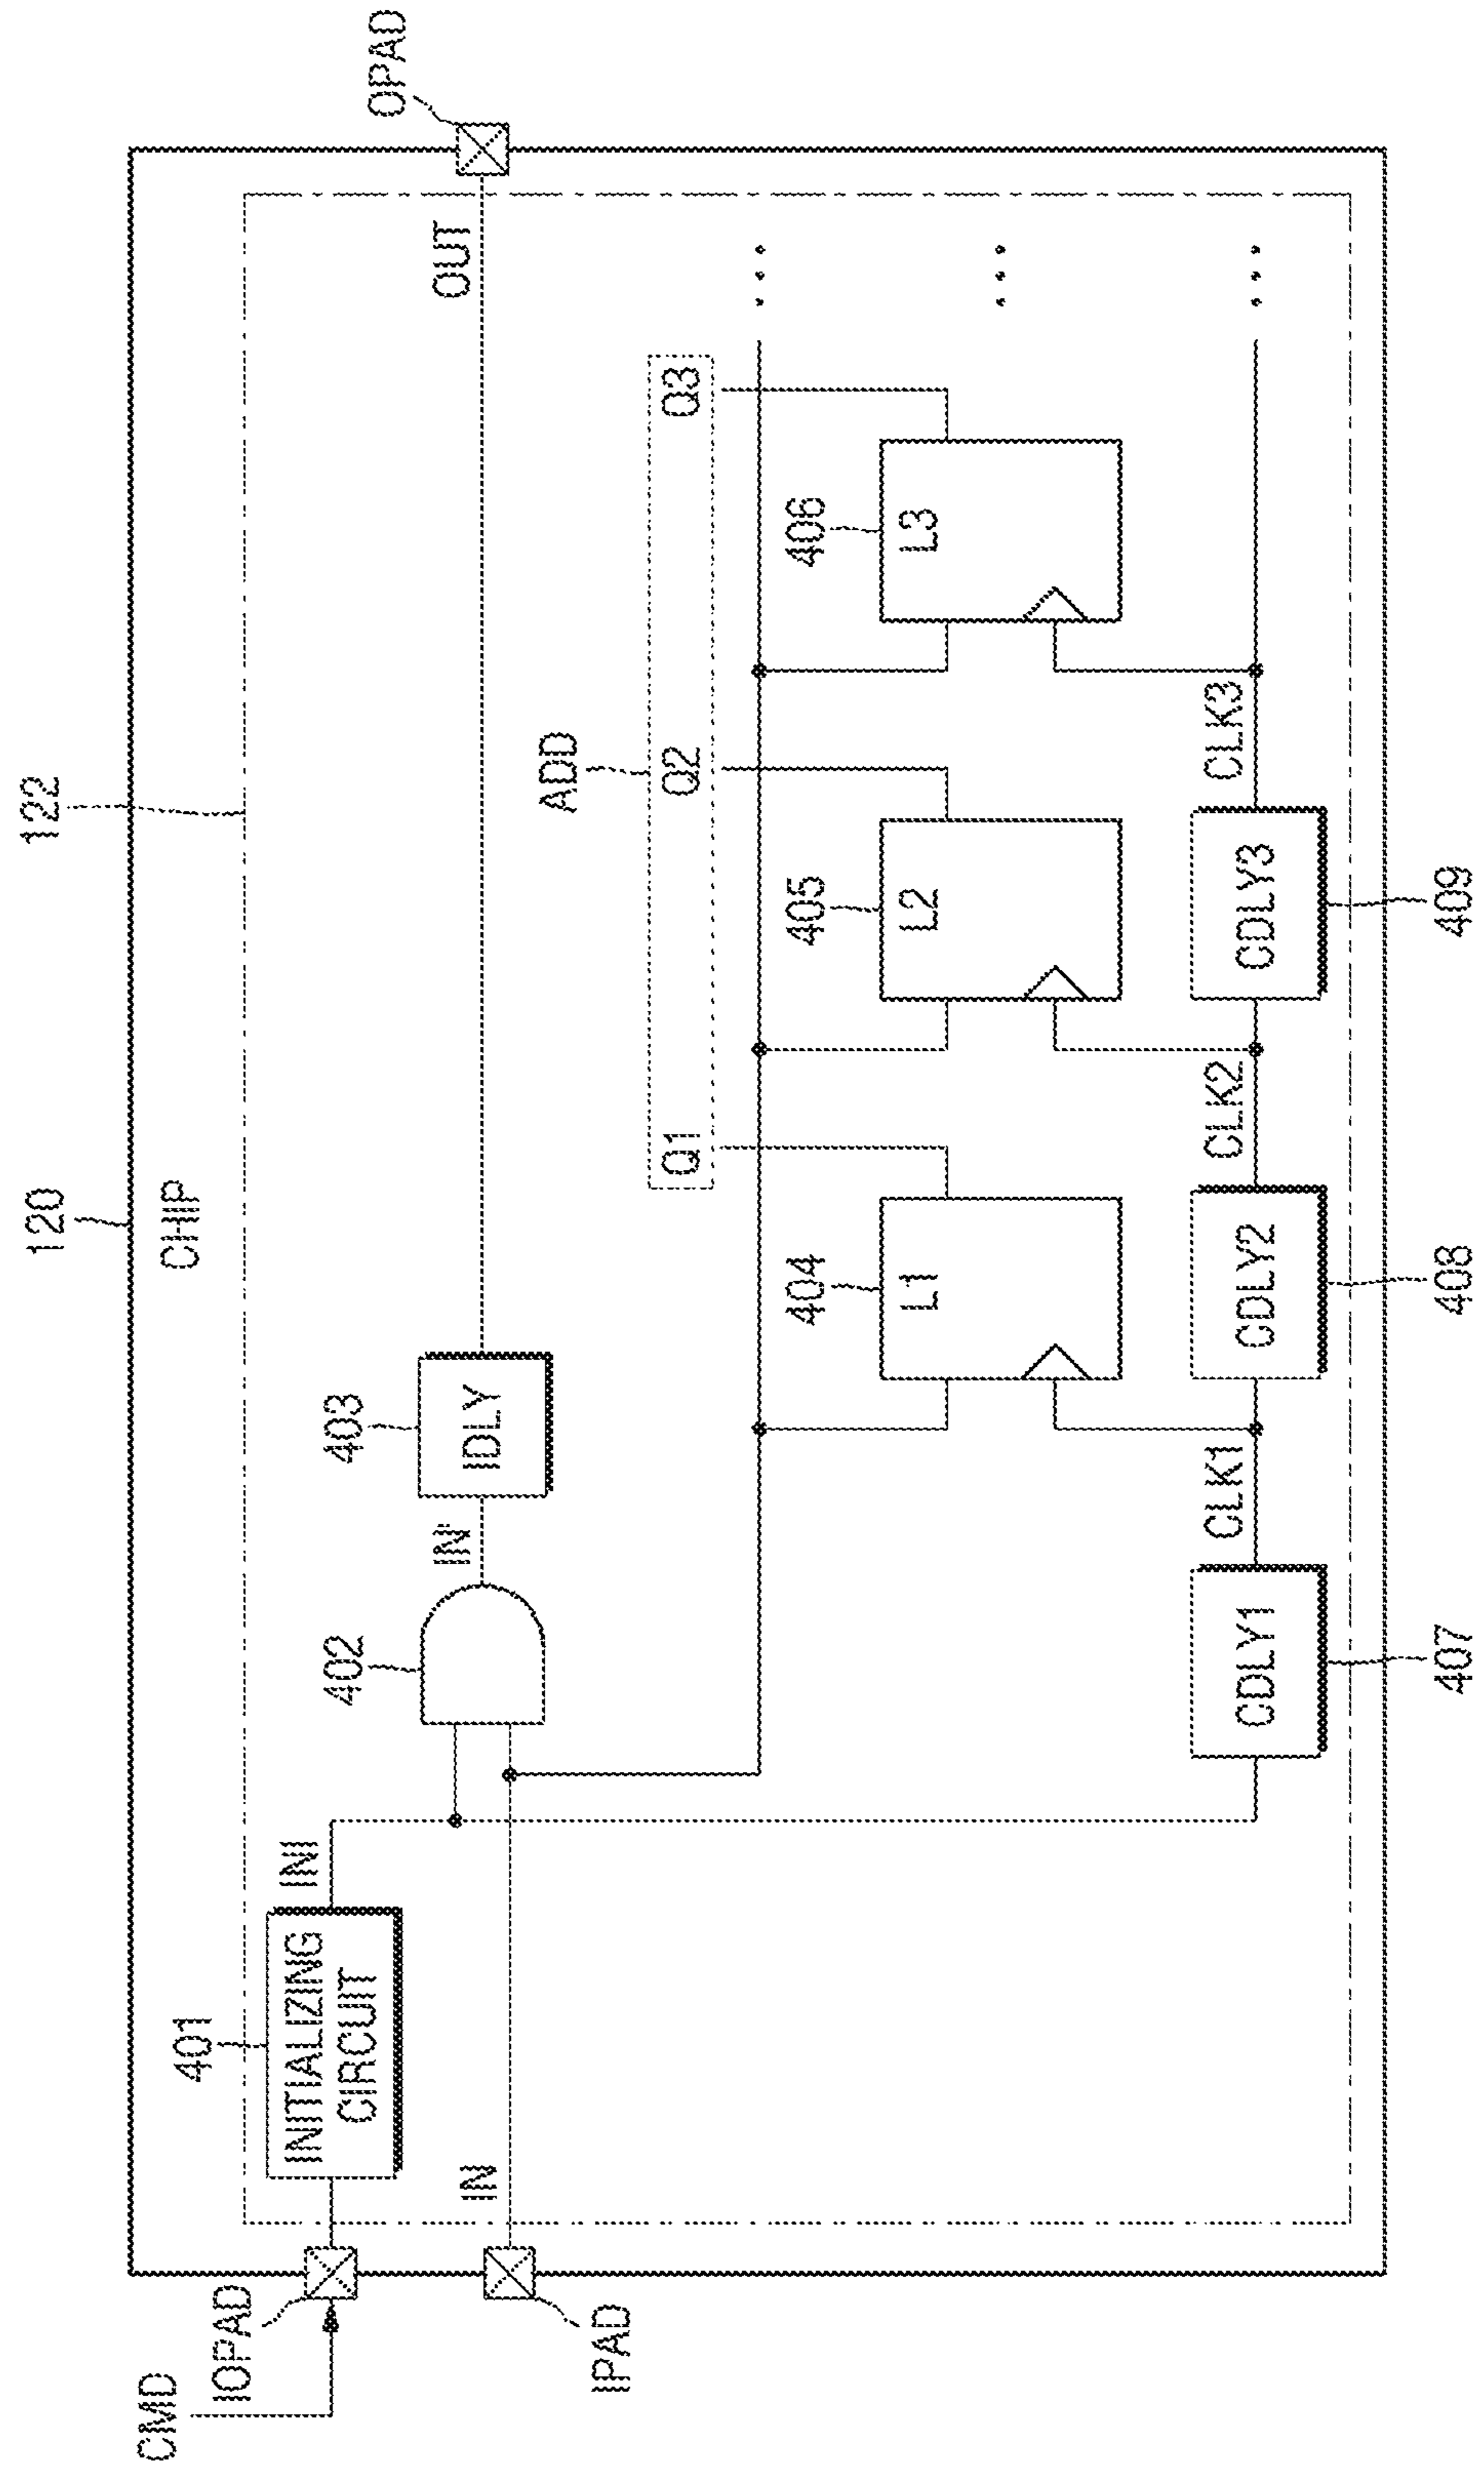 120
122
CHIP
CMD
IOPAD
401
INITIALIZING
CIRCUIT
INI
IPAD
IN
402
IN'
403
IDLY
OUT
OPAD
ADD
Q1
Q2
Q3
404
L1
405
L2
406
L3
CDLY1
CLK1
CDLY2
CLK2
CDLY3
CLK3
407
408
409